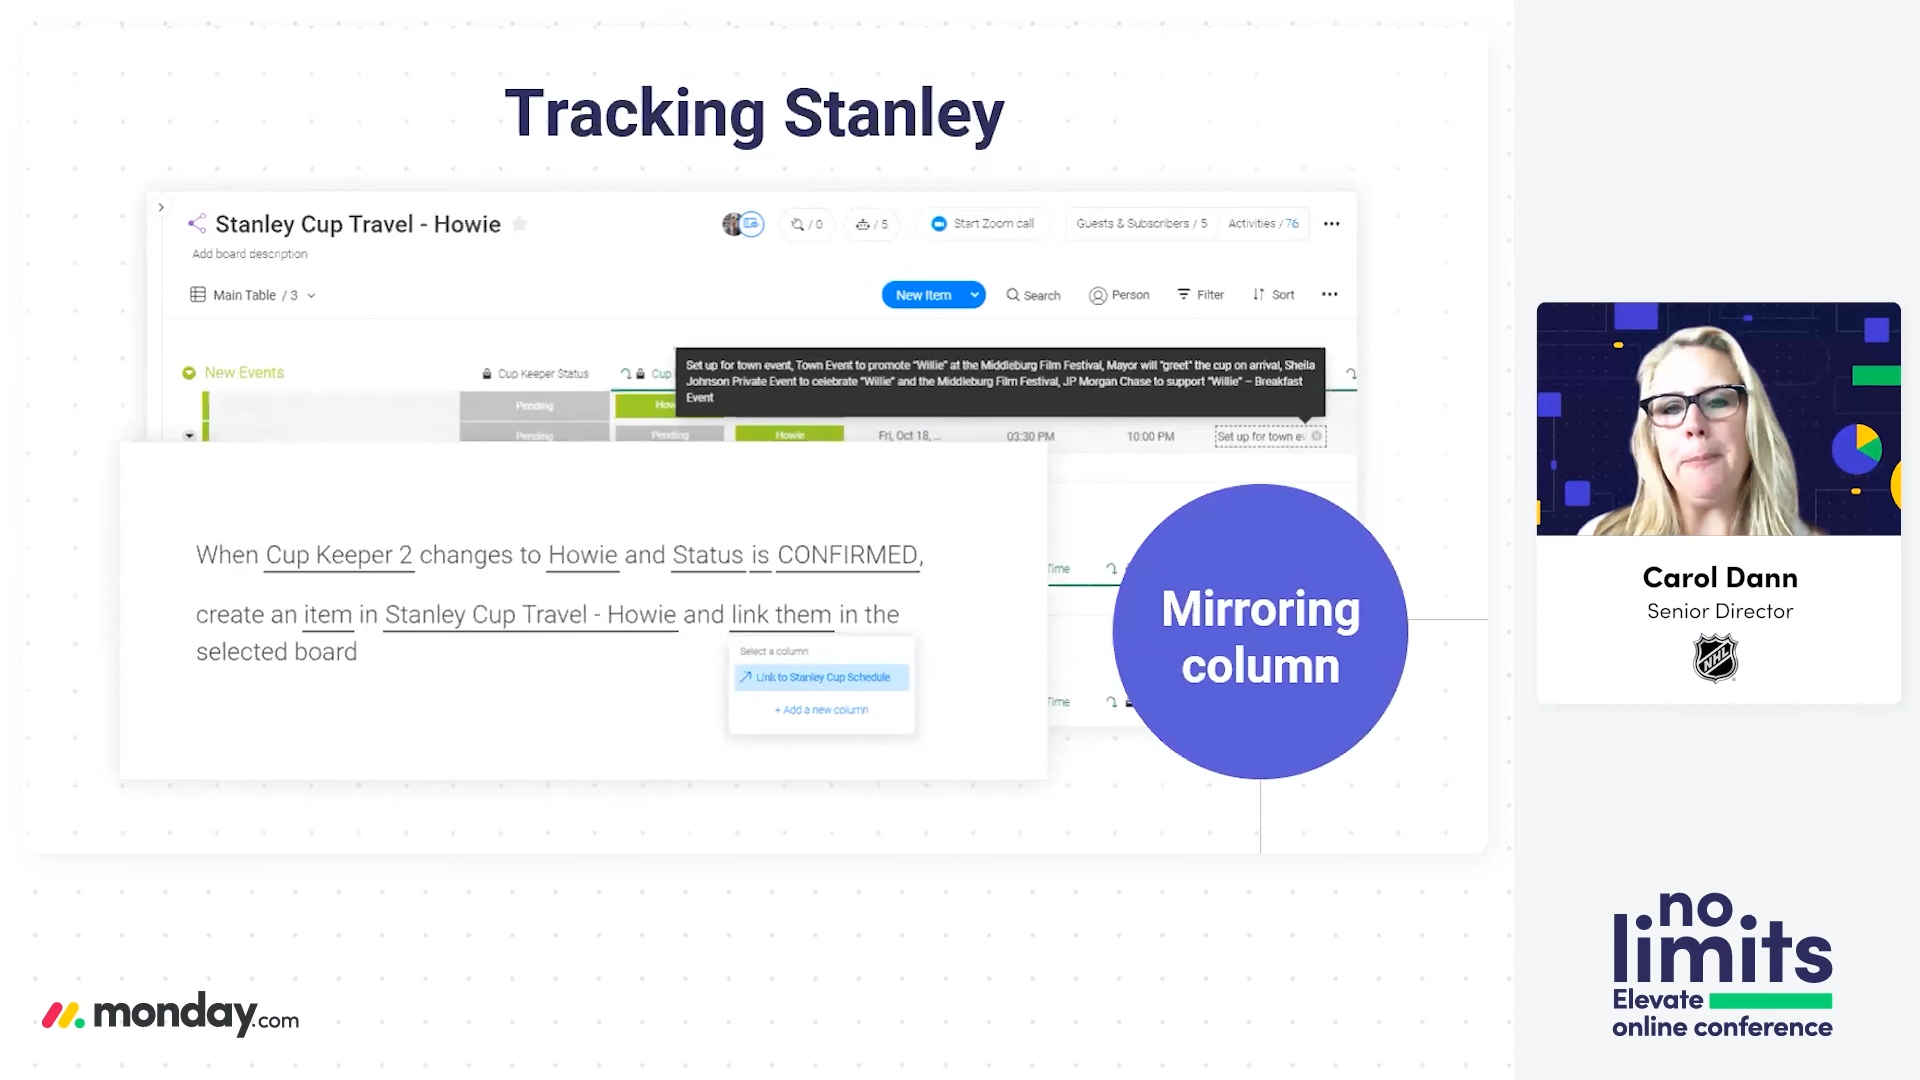 Tracking Stanley
Stanley Cup Travel - Howie
/ 0
/ 5
Start Zoom call
Guests & Subscribers / 5
Activities / 76
Add board description
Main Table / 3
New Item
Search
Person
Filter
Sort
New Events
Cup Keeper Status
Cup
Set up for town event, Town Event to promote “Willie” at the Middleburg Film Festival, Mayor will “greet” the cup on arrival, Sheila
Johnson Private Event to celebrate “Willie” and the Middleburg Film Festival, JP Morgan Chase to support “Willie” – Breakfast
Event
Pending
How
Pending
Pending
Howie
Fri, Oct 18, ...
03:30 PM
10:00 PM
Set up for town e
When Cup Keeper 2 changes to Howie and Status is CONFIRMED,
create an item in Stanley Cup Travel - Howie and link them in the
selected board
Select a column
Link to Stanley Cup Schedule
+ Add a new column
Time
Time
Mirroring
column
Carol Dann
Senior Director
NHL
monday.com
no
limits
Elevate
online conference